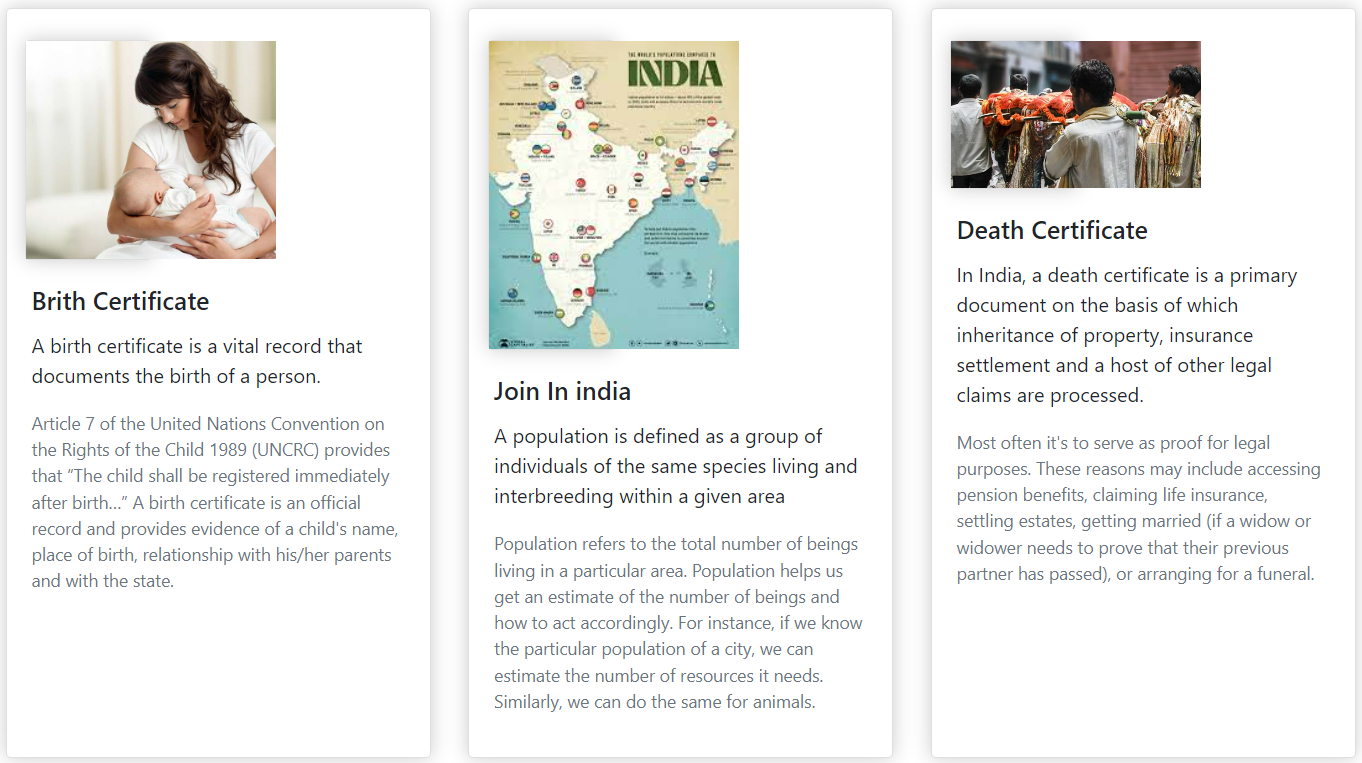 THE WORLD'S POPULATIONS COMPARED TO
INDIA
Brith Certificate
A birth certificate is a vital record that
documents the birth of a person.
Article 7 of the United Nations Convention on
the Rights of the Child 1989 (UNCRC) provides
that “The child shall be registered immediately
after birth...” A birth certificate is an official
record and provides evidence of a child's name,
place of birth, relationship with his/her parents
and with the state.
Join In india
A population is defined as a group of
individuals of the same species living and
interbreeding within a given area
Population refers to the total number of beings
living in a particular area. Population helps us
get an estimate of the number of beings and
how to act accordingly. For instance, if we know
the particular population of a city, we can
estimate the number of resources it needs.
Similarly, we can do the same for animals.
Death Certificate
In India, a death certificate is a primary
document on the basis of which
inheritance of property, insurance
settlement and a host of other legal
claims are processed.
Most often it's to serve as proof for legal
purposes. These reasons may include accessing
pension benefits, claiming life insurance,
settling estates, getting married (if a widow or
widower needs to prove that their previous
partner has passed), or arranging for a funeral.